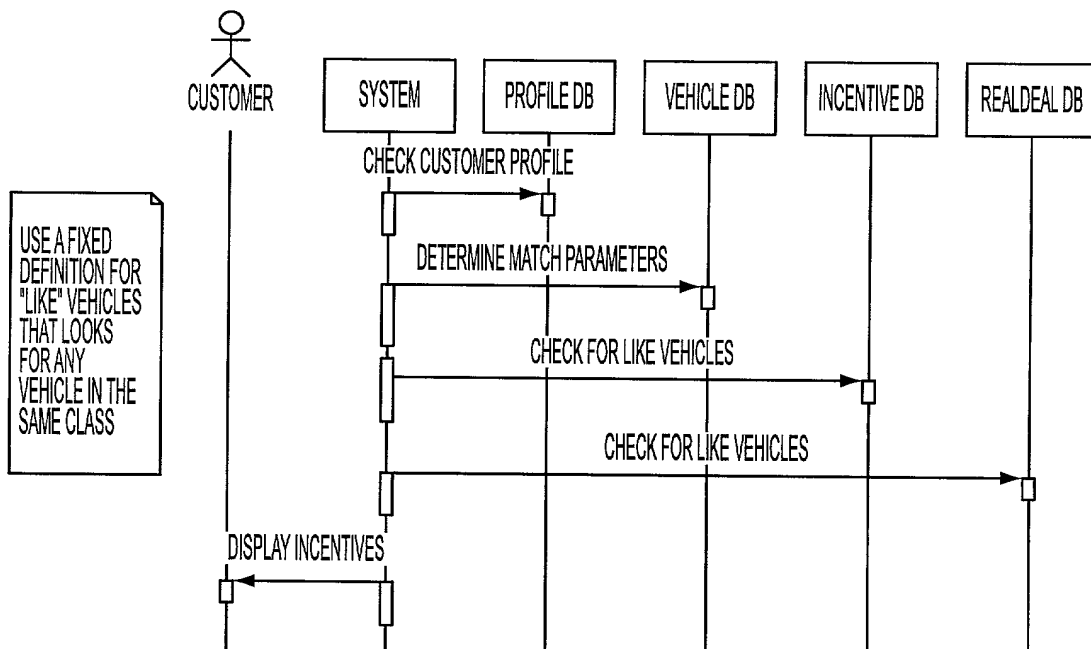 CUSTOMER
SYSTEM
PROFILE DB
VEHICLE DB
INCENTIVE DB
REALDEAL DB
CHECK CUSTOMER PROFILE
USE A FIXED
DEFINITION FOR
"LIKE" VEHICLES
THAT LOOKS
FOR ANY
VEHICLE IN THE
SAME CLASS
DETERMINE MATCH PARAMETERS
CHECK FOR LIKE VEHICLES
CHECK FOR LIKE VEHICLES
DISPLAY INCENTIVES